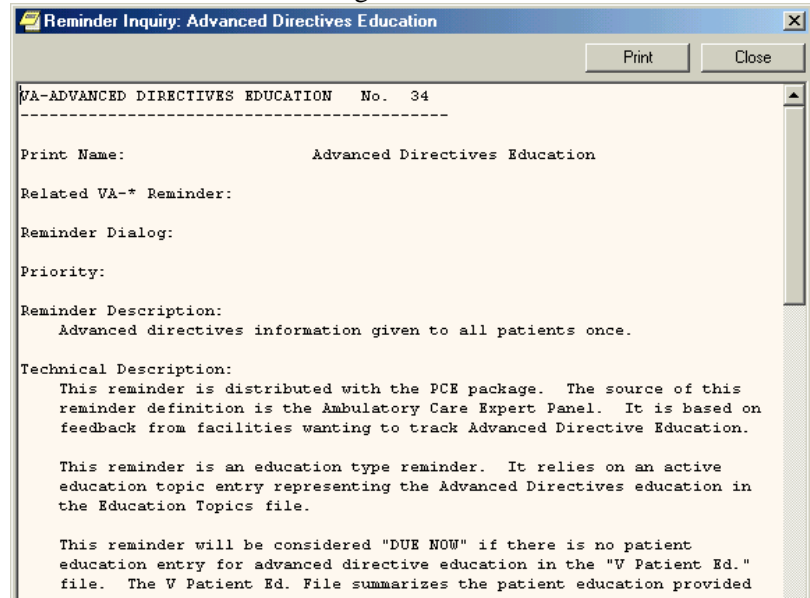 Reminder Inquiry: Advanced Directives Education
Print Close
VA-ADVANCED DIRECTIVES EDUCATION No. 34
--------------------------------------------
Print Name: Advanced Directives Education
Related VA-* Reminder:
Reminder Dialog:
Priority:
Reminder Description:
Advanced directives information given to all patients once.
Technical Description:
This reminder is distributed with the PCE package. The source of this
reminder definition is the Ambulatory Care Expert Panel. It is based on
feedback from facilities wanting to track Advanced Directive Education.
This reminder is an education type reminder. It relies on an active
education topic entry representing the Advanced Directives education in
the Education Topics file.
This reminder will be considered "DUE NOW" if there is no patient
education entry for advanced directive education in the "V Patient Ed."
file. The V Patient Ed. File summarizes the patient education provided